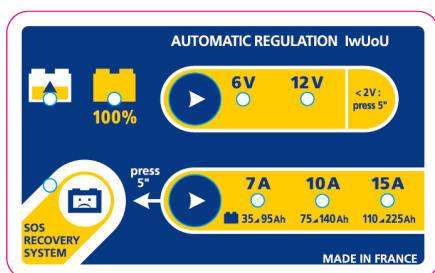 AUTOMATIC REGULATION IwUoU
6V 12V
< 2V :
press 5"
100%
press
5"
7A 10A 15A
35⊿95Ah 75⊿140Ah 110⊿225Ah
SOS
RECOVERY
SYSTEM
MADE IN FRANCE